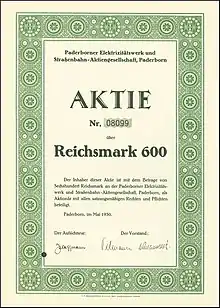 Paderborner Elektrizitätswerk und
Straßenbahn-Aktiengesellschaft, Paderborn
AKTIE
Nr. 08099
über
Reichsmark 600
Der Inhaber dieser Aktie ist mit dem Betrage von
Sechshundert Reichsmark an der Paderborner Elektrizitäts-
werk und Straßenbahn-Aktiengesellschaft, Paderborn, als
Aktionär mit allen satzungsmäßigen Rechten und Pflichten
beteiligt.
Paderborn, im Mai 1930.
Der Aufsichtsrat: Der Vorstand: